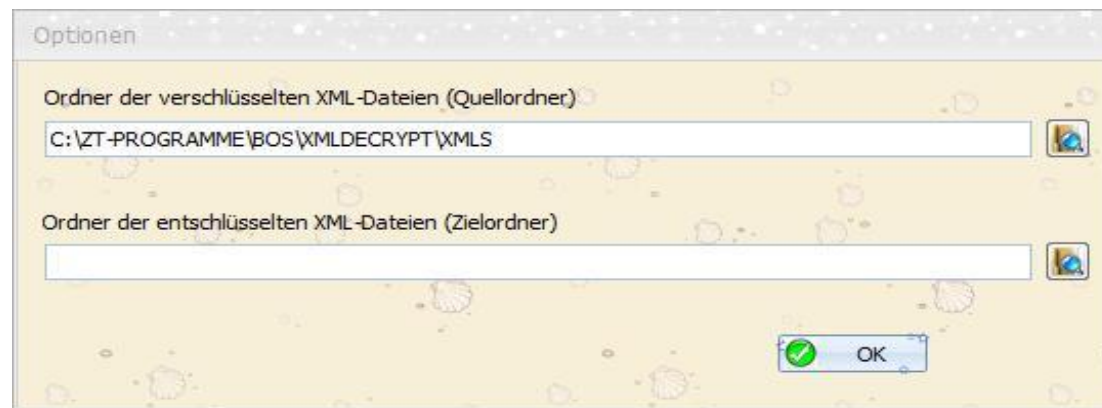 Optionen
Ordner der verschlüsselten XML-Dateien (Quellordner)
C:\ZT-PROGRAMME\BOS\XMLDECRYPT\XMLS
Ordner der entschlüsselten XML-Dateien (Zielordner)
OK